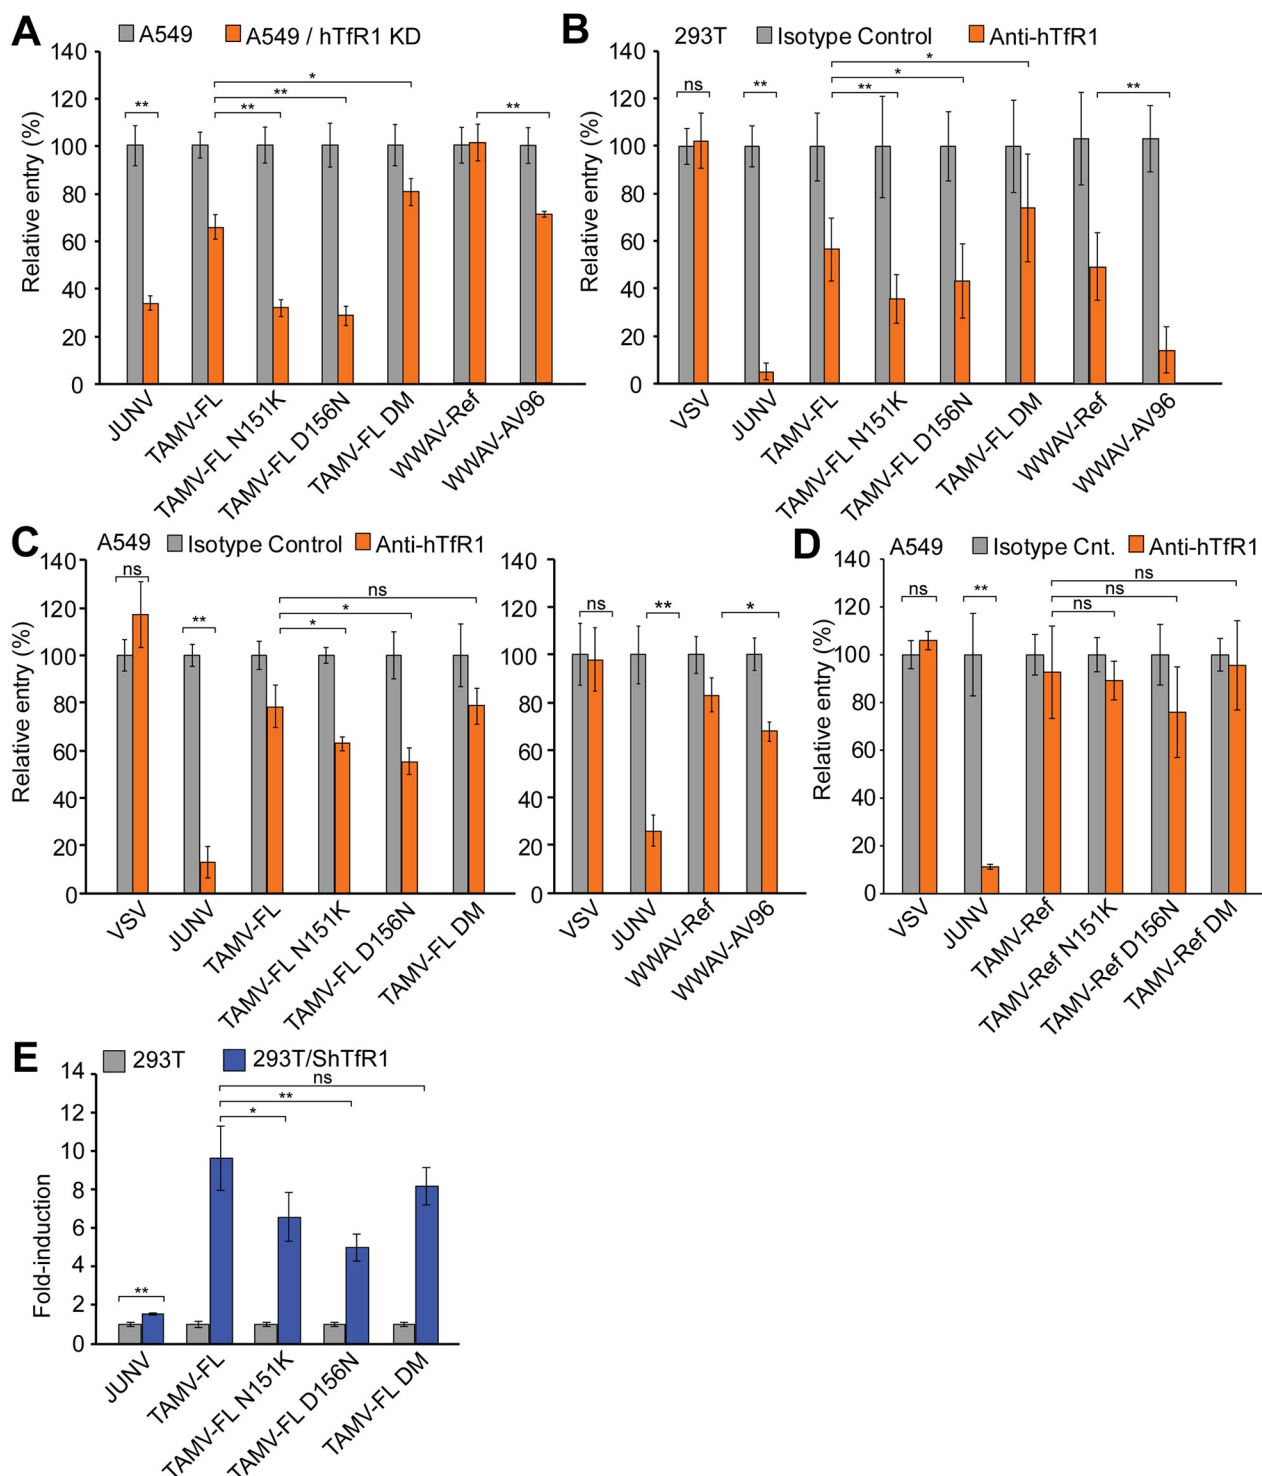 A
A549
A549 / hTfR1 KD
Relative entry (%)
140
120
100
80
60
40
20
0
**
**
**
*
**
JUNV
TAMV-FL
TAMV-FL N151K
TAMV-FL D156N
TAMV-FL DM
WWAV-Ref
WWAV-AV96
B
293T
Isotype Control
Anti-hTfR1
Relative entry (%)
140
120
100
80
60
40
20
0
ns
**
**
*
*
**
VSV
JUNV
TAMV-FL
TAMV-FL N151K
TAMV-FL D156N
TAMV-FL DM
WWAV-Ref
WWAV-AV96
C
A549
Isotype Control
Anti-hTfR1
Relative entry (%)
140
120
100
80
60
40
20
0
ns
**
*
*
ns
VSV
JUNV
TAMV-FL
TAMV-FL N151K
TAMV-FL D156N
TAMV-FL DM
140
120
100
80
60
40
20
0
ns
**
*
VSV
JUNV
WWAV-Ref
WWAV-AV96
D
A549
Isotype Cnt.
Anti-hTfR1
Relative entry (%)
140
120
100
80
60
40
20
0
ns
**
ns
ns
ns
VSV
JUNV
TAMV-Ref
TAMV-Ref N151K
TAMV-Ref D156N
TAMV-Ref DM
E
293T
293T/ShTfR1
Fold-induction
14
12
10
8
6
4
2
0
**
*
**
ns
JUNV
TAMV-FL
TAMV-FL N151K
TAMV-FL D156N
TAMV-FL DM